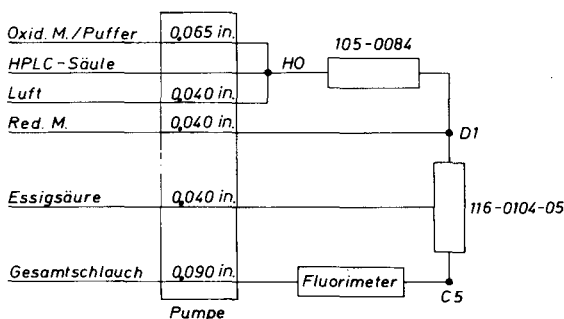 Oxid. M./Puffer 0,065 in.
HPLC-Säule HO 105-0084
Luft 0,040 in.
Red. M. 0,040 in. D1
Essigsäure 0,040 in. 116-0104-05
Gesamtschlauch 0,090 in. Fluorimeter C5
Pumpe